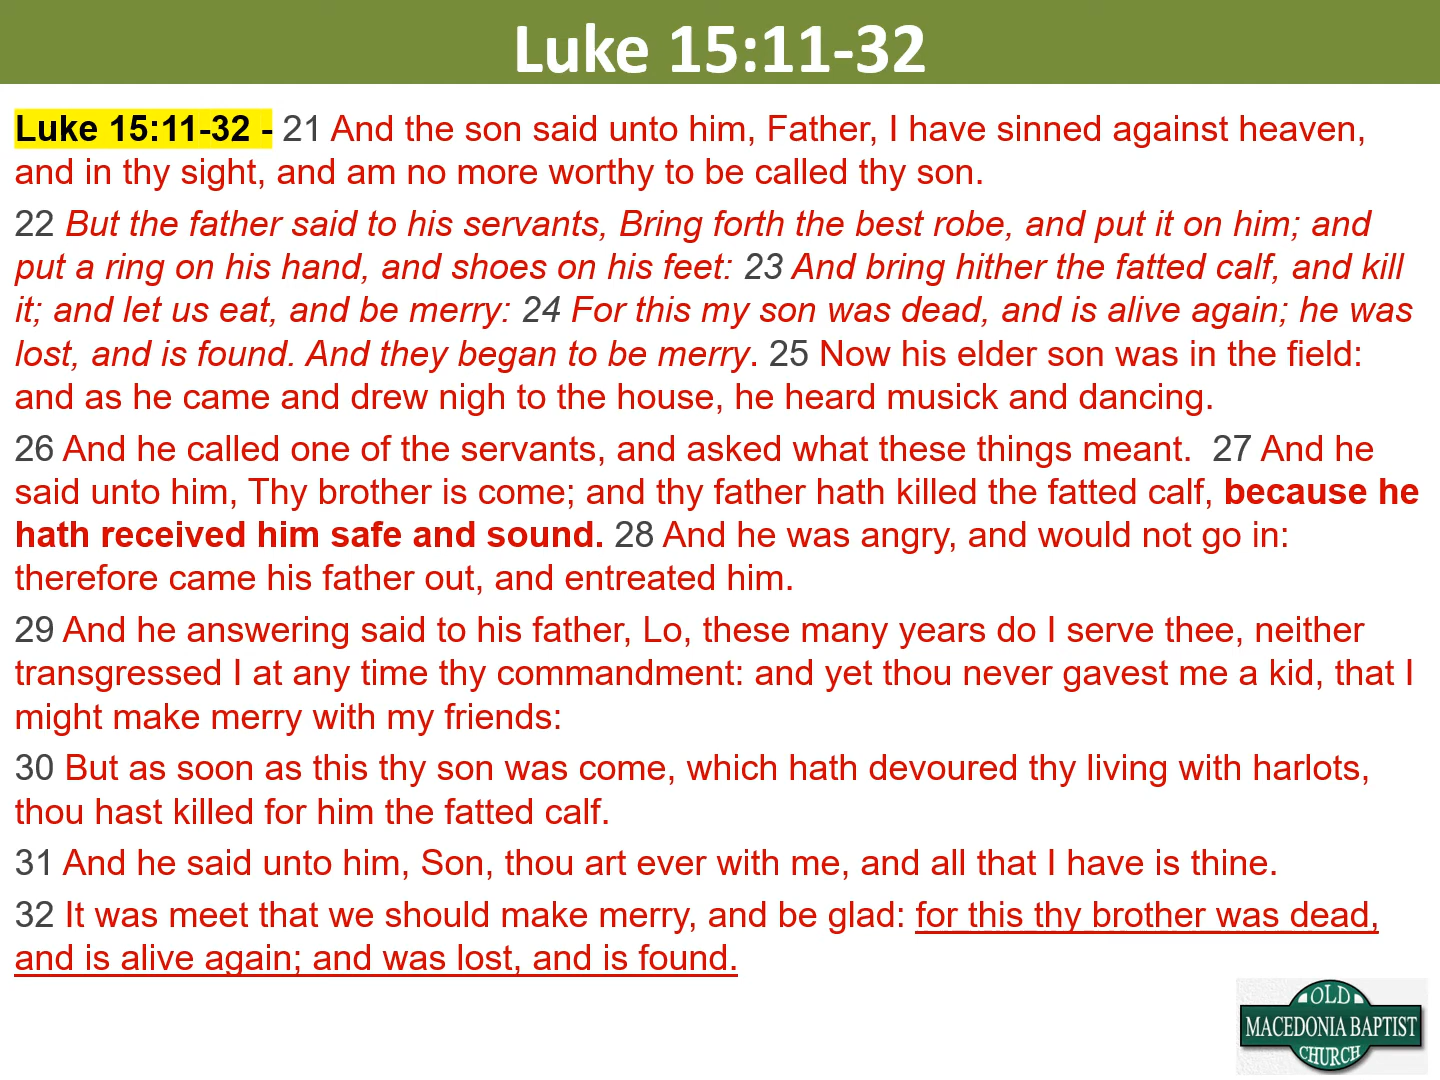 Luke 15:11-32
Luke 15:11-32 - 21 And the son said unto him, Father, I have sinned against heaven,
and in thy sight, and am no more worthy to be called thy son.
22 But the father said to his servants, Bring forth the best robe, and put it on him; and
put a ring on his hand, and shoes on his feet: 23 And bring hither the fatted calf, and kill
it; and let us eat, and be merry: 24 For this my son was dead, and is alive again; he was
lost, and is found. And they began to be merry. 25 Now his elder son was in the field:
and as he came and drew nigh to the house, he heard musick and dancing.
26 And he called one of the servants, and asked what these things meant.  27 And he
said unto him, Thy brother is come; and thy father hath killed the fatted calf, because he
hath received him safe and sound. 28 And he was angry, and would not go in:
therefore came his father out, and entreated him.
29 And he answering said to his father, Lo, these many years do I serve thee, neither
transgressed I at any time thy commandment: and yet thou never gavest me a kid, that I
might make merry with my friends:
30 But as soon as this thy son was come, which hath devoured thy living with harlots,
thou hast killed for him the fatted calf.
31 And he said unto him, Son, thou art ever with me, and all that I have is thine.
32 It was meet that we should make merry, and be glad: for this thy brother was dead,
and is alive again; and was lost, and is found.
OLD
MACEDONIA BAPTIST
CHURCH